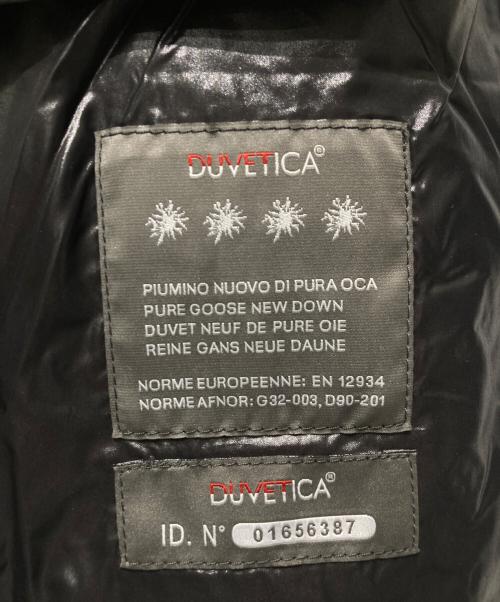 DUVETICA®
PIUMINO NUOVO DI PURA OCA
PURE GOOSE NEW DOWN
DUVET NEUF DE PURE OIE
REINE GANS NEUE DAUNE
NORME EUROPEENNE: EN 12934
NORME AFNOR: G32-003, D90-201
DUVETICA®
ID. N° 01656387